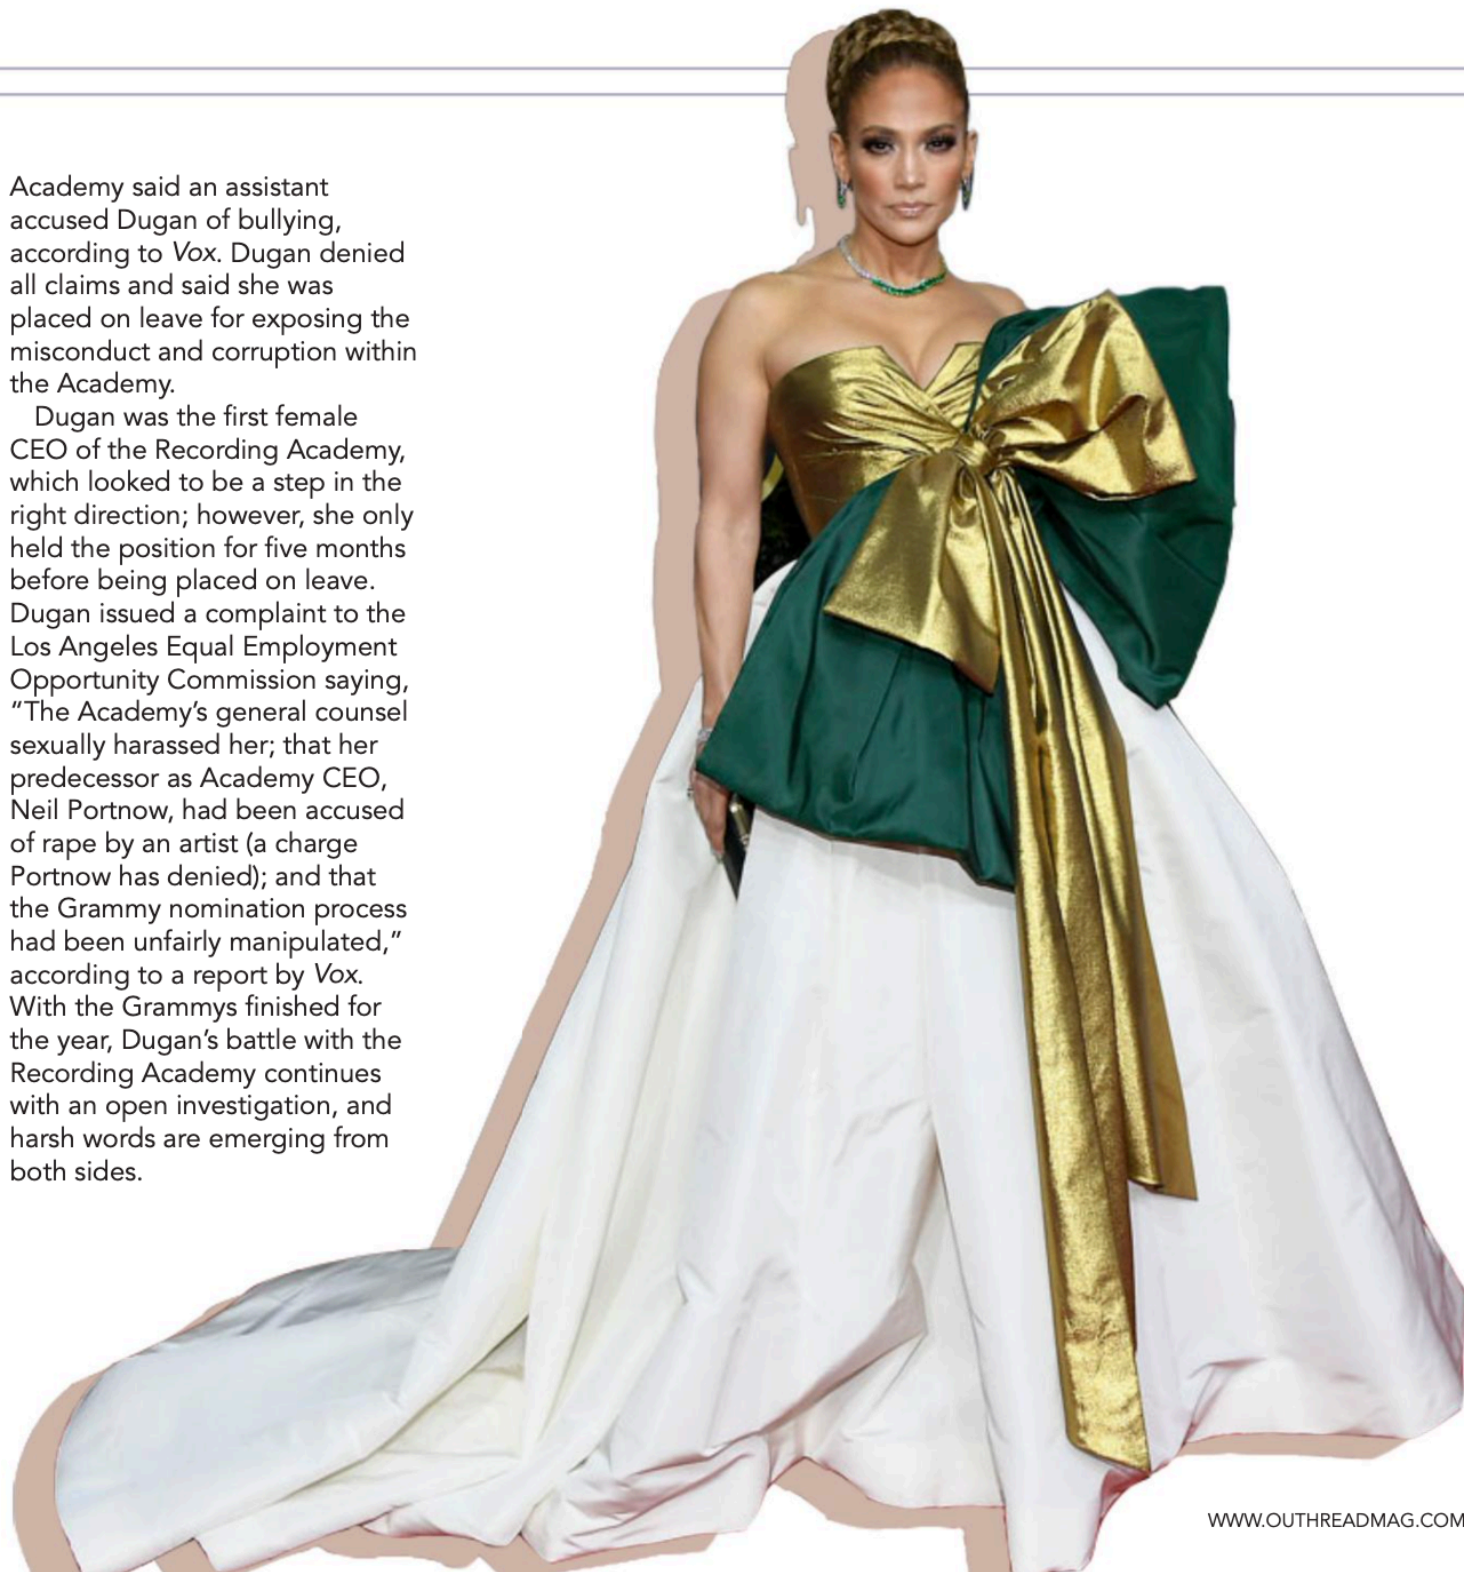 Academy said an assistant
accused Dugan of bullying,
according to Vox. Dugan denied
all claims and said she was
placed on leave for exposing the
misconduct and corruption within
the Academy.
Dugan was the first female
CEO of the Recording Academy,
which looked to be a step in the
right direction; however, she only
held the position for five months
before being placed on leave.
Dugan issued a complaint to the
Los Angeles Equal Employment
Opportunity Commission saying,
“The Academy’s general counsel
sexually harassed her; that her
predecessor as Academy CEO,
Neil Portnow, had been accused
of rape by an artist (a charge
Portnow has denied); and that
the Grammy nomination process
had been unfairly manipulated,”
according to a report by Vox.
With the Grammys finished for
the year, Dugan’s battle with the
Recording Academy continues
with an open investigation, and
harsh words are emerging from
both sides.
WWW.OUTHREADMAG.COM